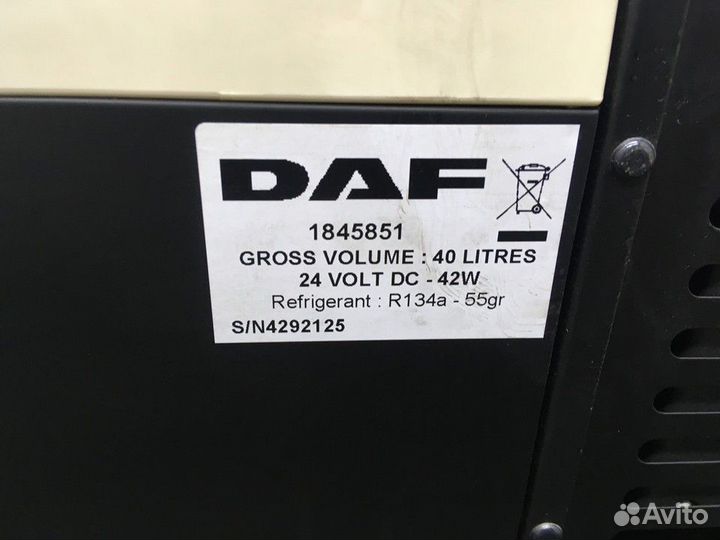 DAF
1845851
GROSS VOLUME : 40 LITRES
24 VOLT DC - 42W
Refrigerant : R134a - 55gr
S/N4292125
Avito